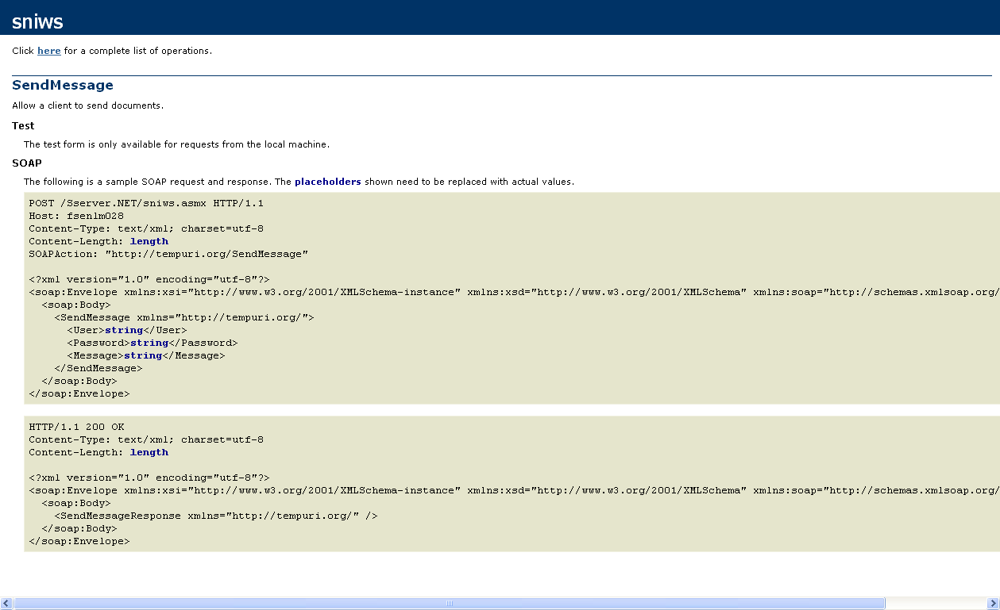 sniws
Click here for a complete list of operations.
SendMessage
Allow a client to send documents.
Test
The test form is only available for requests from the local machine.
SOAP
The following is a sample SOAP request and response. The placeholders shown need to be replaced with actual values.
POST /Sserver.NET/sniws.asmx HTTP/1.1
Host: fsenlm028
Content-Type: text/xml; charset=utf-8
Content-Length: length
SOAPAction: "http://tempuri.org/SendMessage"
<?xml version="1.0" encoding="utf-8"?>
<soap:Envelope xmlns:xsi="http://www.w3.org/2001/XMLSchema-instance" xmlns:xsd="http://www.w3.org/2001/XMLSchema" xmlns:soap="http://schemas.xmlsoap.org/
<soap:Body>
<SendMessage xmlns="http://tempuri.org/">
<User>string</User>
<Password>string</Password>
<Message>string</Message>
</SendMessage>
</soap:Body>
</soap:Envelope>
HTTP/1.1 200 OK
Content-Type: text/xml; charset=utf-8
Content-Length: length
<?xml version="1.0" encoding="utf-8"?>
<soap:Envelope xmlns:xsi="http://www.w3.org/2001/XMLSchema-instance" xmlns:xsd="http://www.w3.org/2001/XMLSchema" xmlns:soap="http://schemas.xmlsoap.org/
<soap:Body>
<SendMessageResponse xmlns="http://tempuri.org/" />
</soap:Body>
</soap:Envelope>